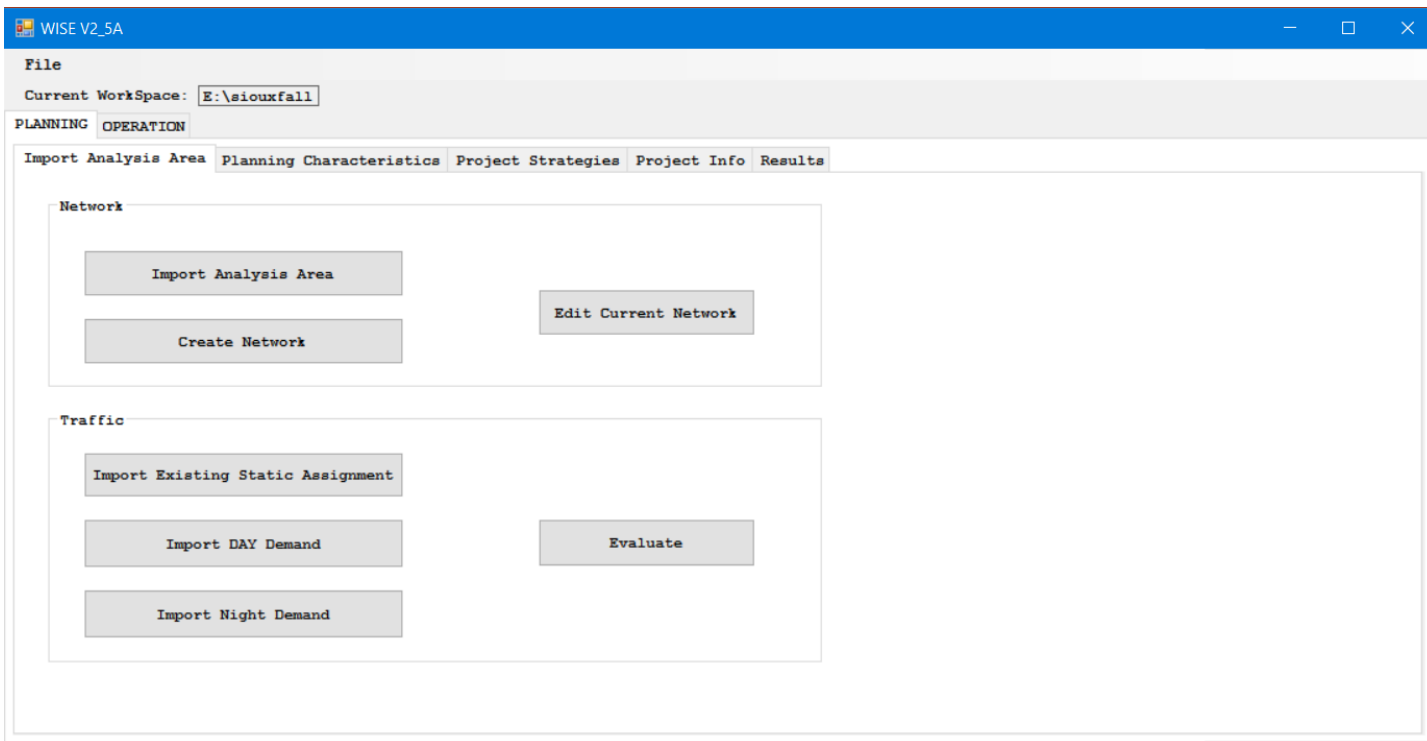 WISE V2_5A
File
Current WorkSpace: E:\siouxfall
PLANNING OPERATION
Import Analysis Area Planning Characteristics Project Strategies Project Info Results
Network
Import Analysis Area
Edit Current Network
Create Network
Traffic
Import Existing Static Assignment
Import DAY Demand
Evaluate
Import Night Demand